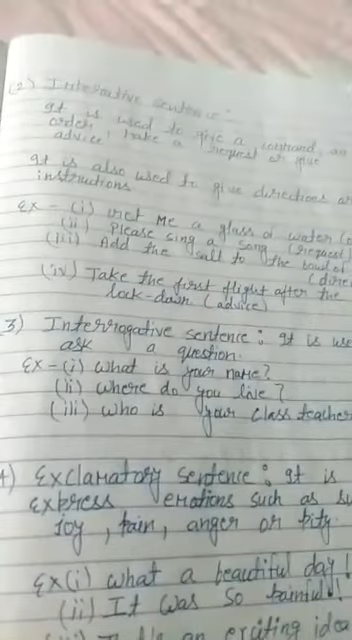 (2) Imperative sentence:-
It is used to give a command, an
order, make a request or give
advice.
It is also used to give directions or
instructions
Ex - (i) Get Me a glass of water
(ii) Please sing a song (request)
(iii) Add the salt to the bowl of
(iv) Take the first flight after the
lock-down (advice)
3) Interrogative sentence: It is use
ask a question.
Ex-(i) What is your name?
(ii) where do you live?
(iii) who is your class teacher
4) Exclamatory sentence: It is
express emotions such as su
Joy, pain, anger or pity.
Ex(i) what a beautiful day!
(ii) It was so painful!
an exciting idea